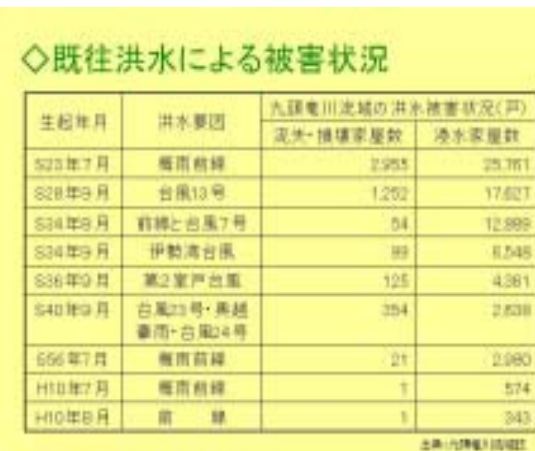 ◇既往洪水による被害状況
生起年月 洪水要因 九頭竜川流域の洪水被害状況(戸)
流失・損壊家屋数 浸水家屋数
S23年7月 梅雨前線 2,955 25,761
S28年9月 台風13号 1,252 17,627
S34年8月 前線と台風7号 54 12,889
S34年9月 伊勢湾台風 99 6,548
S36年9月 第2室戸台風 125 4,361
S40年9月 台風23号・奥越
豪雨・台風24号 354 2,638
S56年7月 梅雨前線 21 2,980
H10年7月 梅雨前線 1 574
H10年8月 前 線 1 343